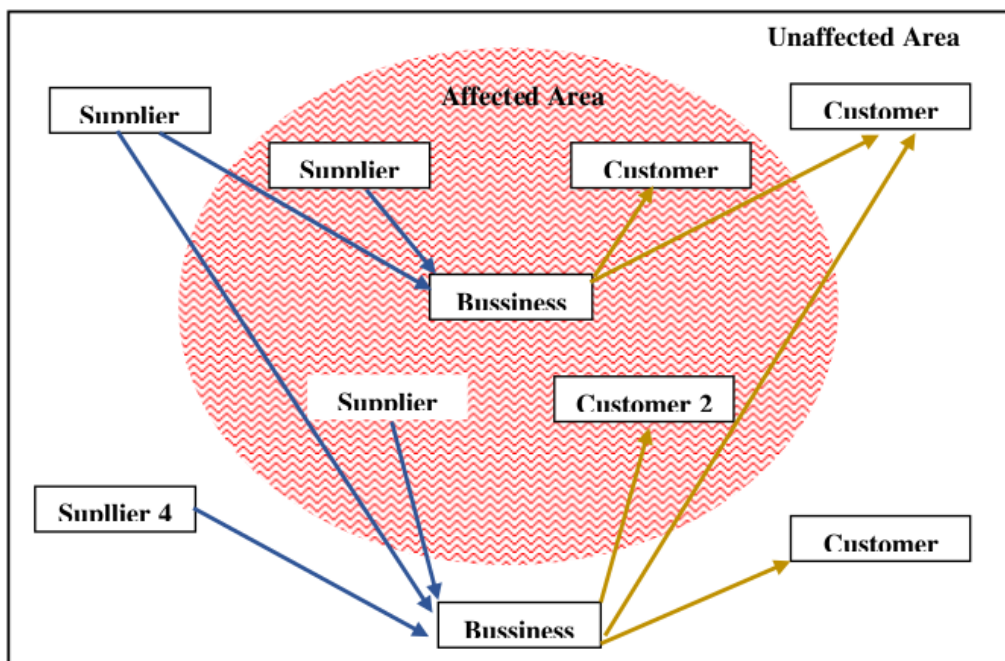 Unaffected Area
Affected Area
Supplier
Customer
Supplier
Customer
Bussiness
Supplier
Customer 2
Supllier 4
Customer
Bussiness